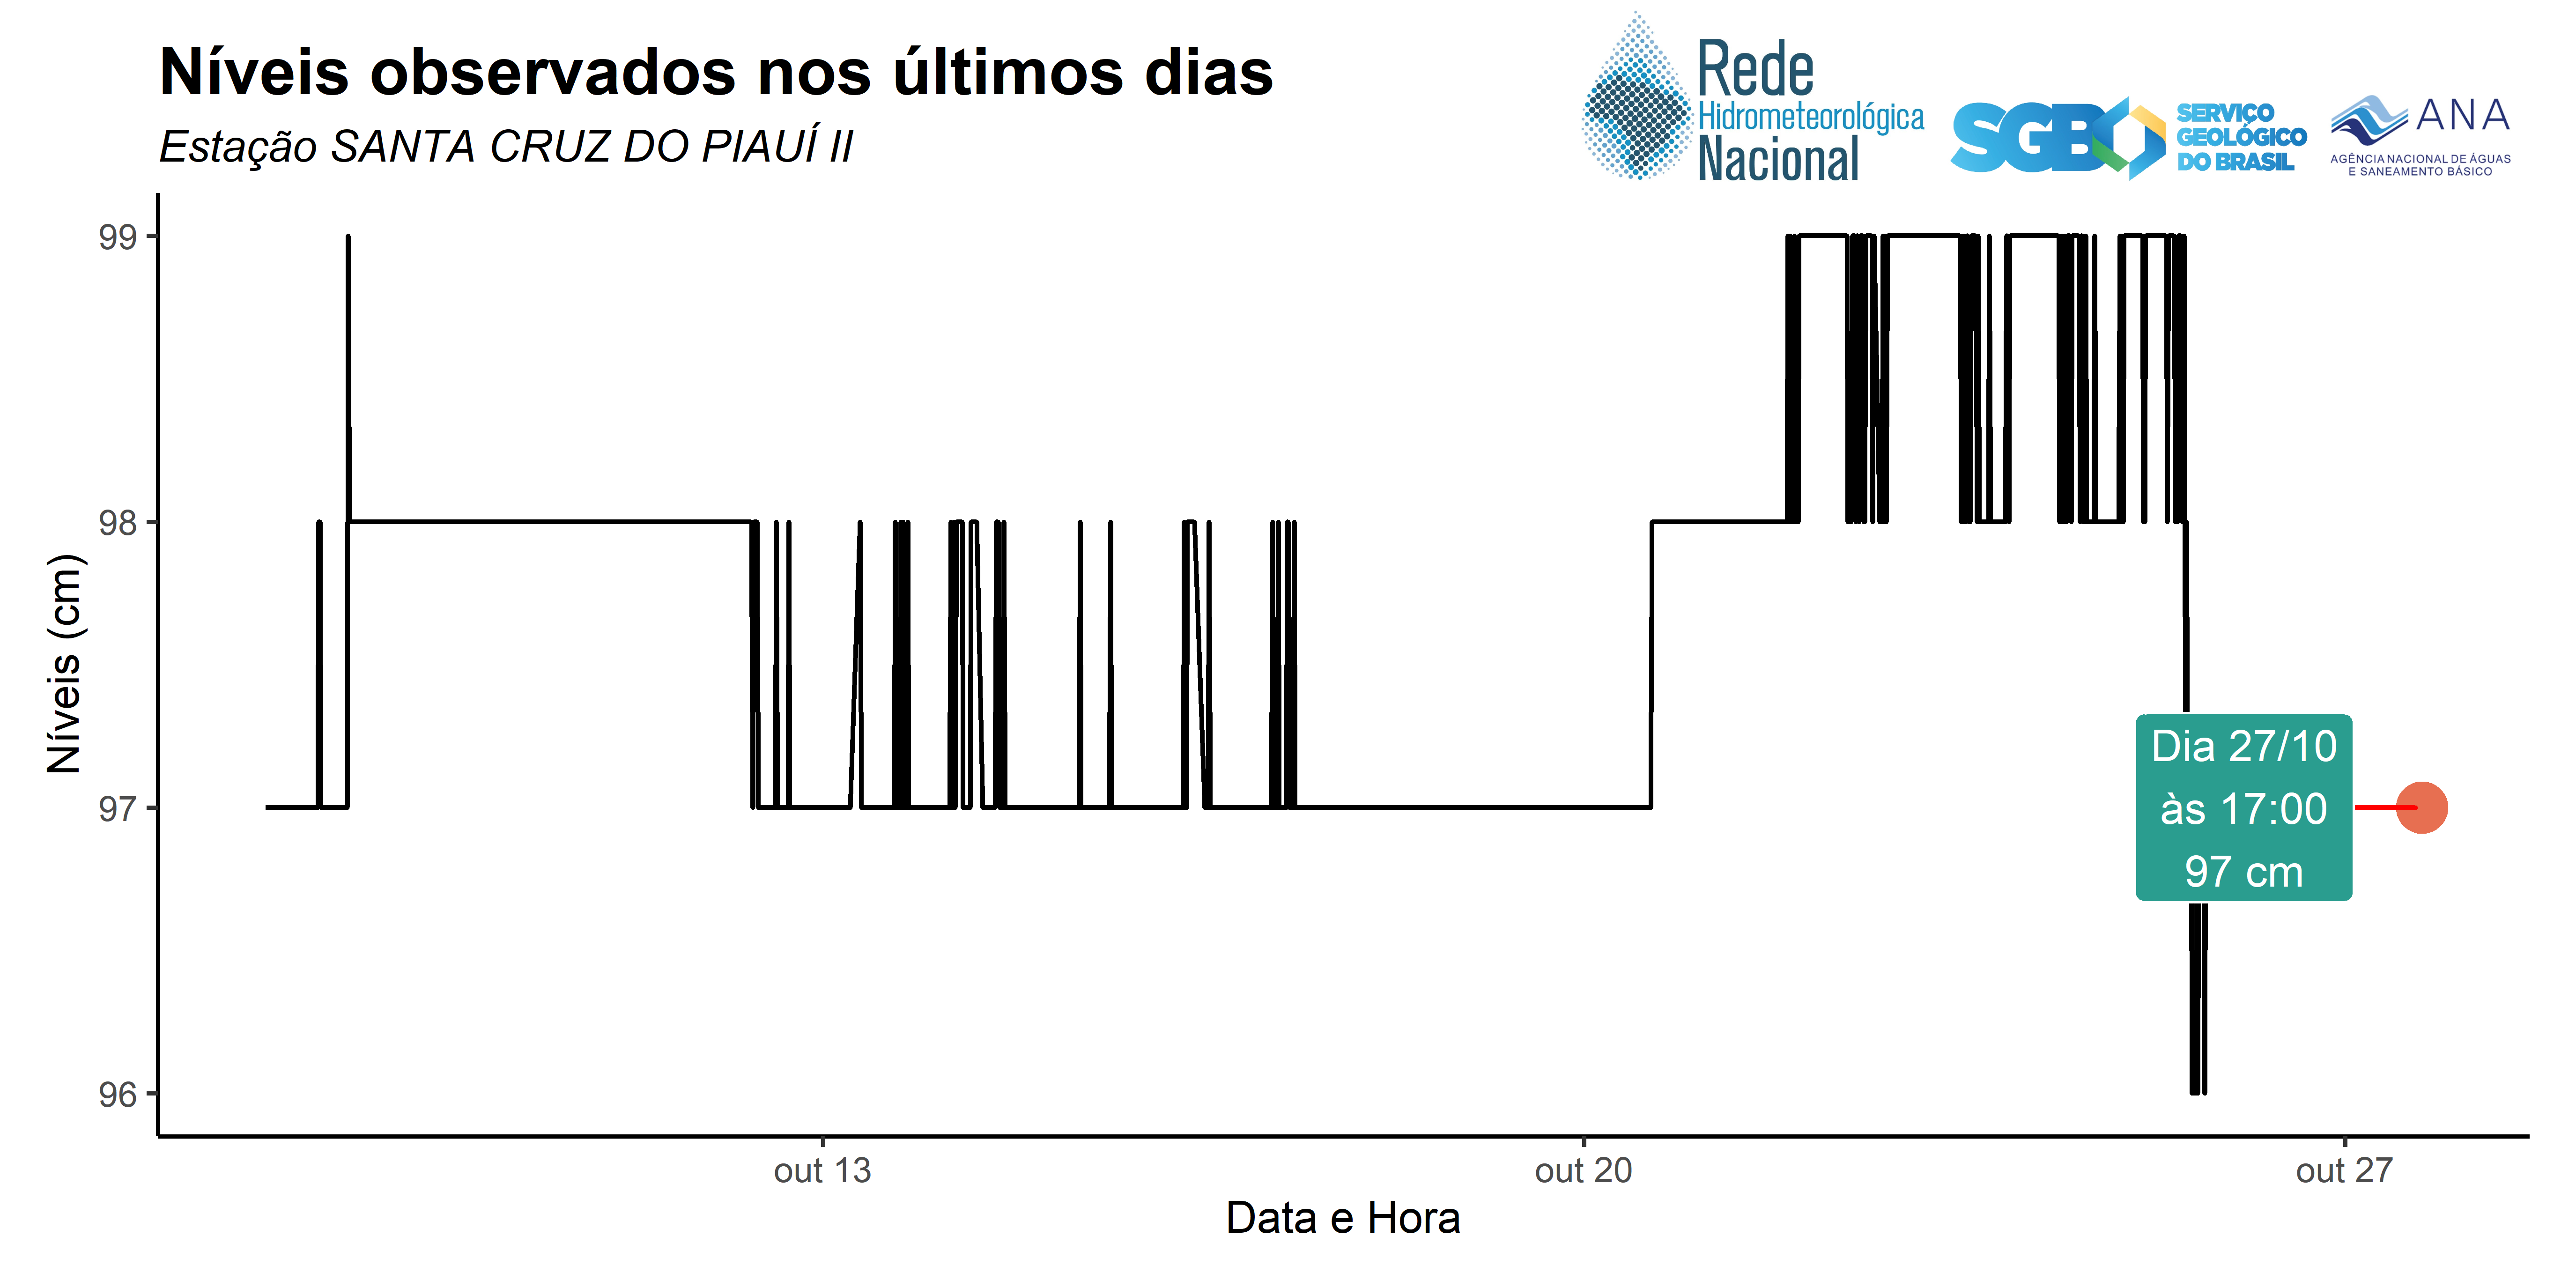 Níveis observados nos últimos dias
Estação SANTA CRUZ DO PIAUÍ II
Rede
Hidrometeorológica
Nacional
SGB
SERVIÇO
GEOLÓGICO
DO BRASIL
ANA
AGÊNCIA NACIONAL DE ÁGUAS
E SANEAMENTO BÁSICO
Níveis (cm)
99
98
97
96
Dia 27/10
às 17:00
97 cm
out 13
out 20
out 27
Data e Hora